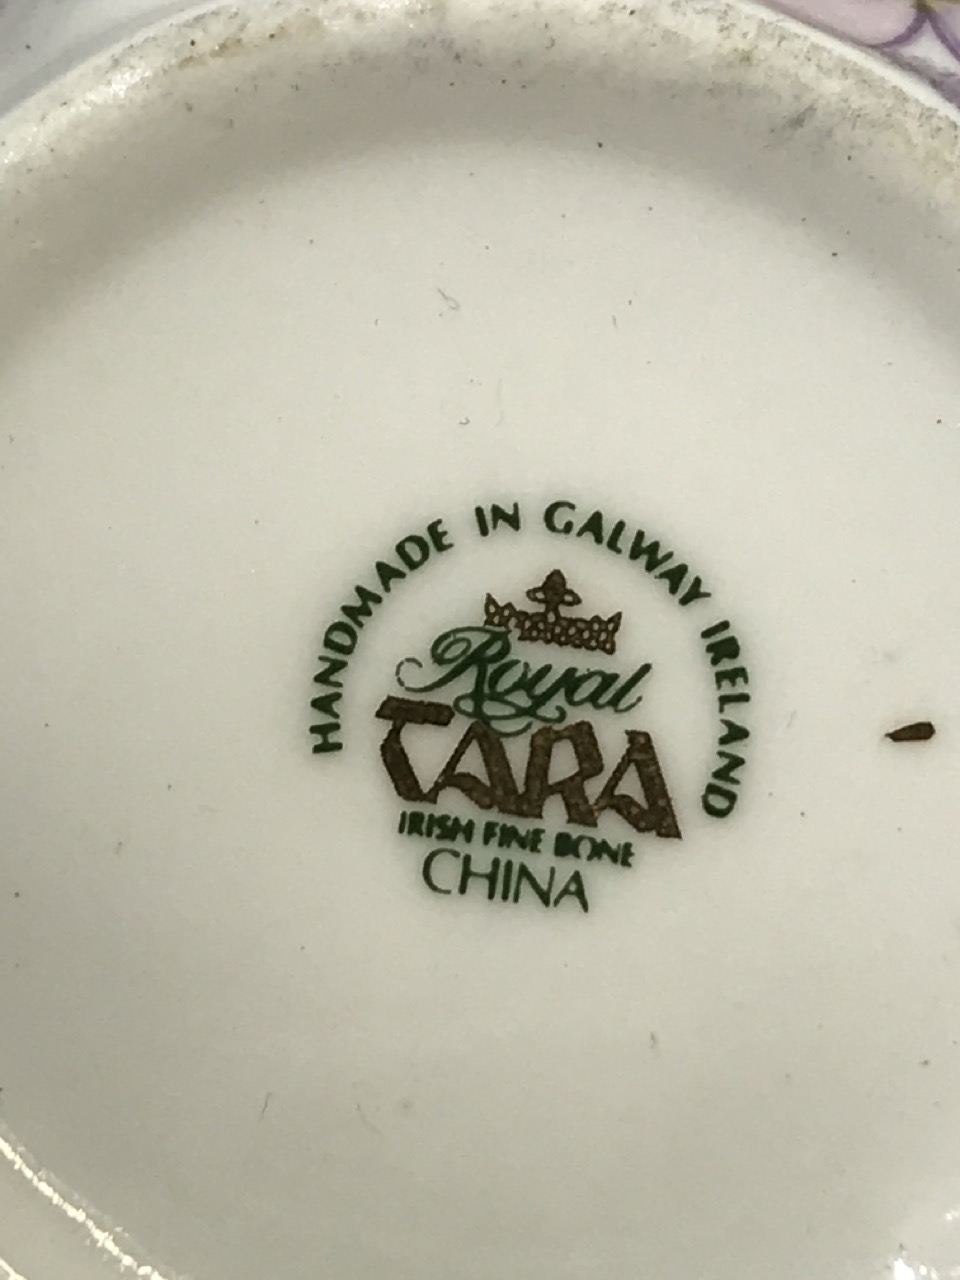 HANDMADE IN GALWAY IRELAND
Royal
TARA
IRISH FINE BONE
CHINA